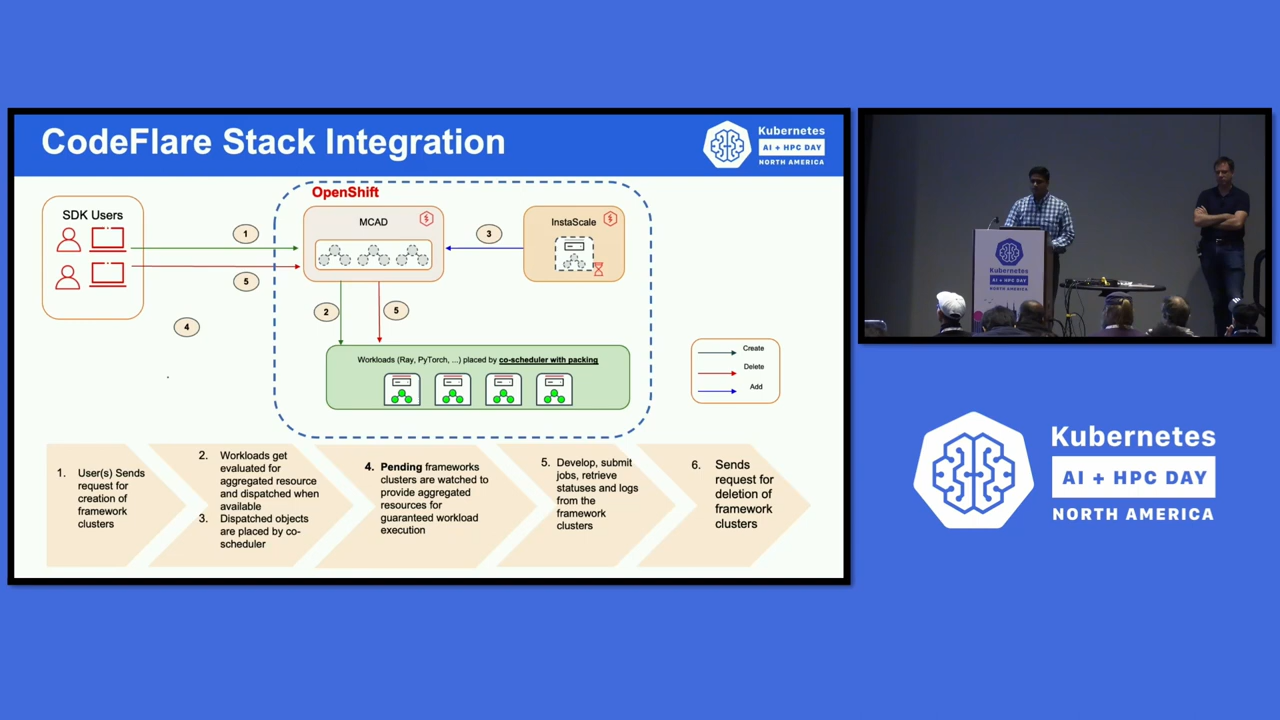 CodeFlare Stack Integration
Kubernetes
AI + HPC DAY
NORTH AMERICA
OpenShift
SDK Users
MCAD
InstaScale
1
3
5
2
5
4
Workloads (Ray, PyTorch, ...) placed by co-scheduler with packing
Create
Delete
Add
1. User(s) Sends
request for
creation of
framework
clusters
2. Workloads get
evaluated for
aggregated resource
and dispatched when
available
3. Dispatched objects
are placed by co-
scheduler
4. Pending frameworks
clusters are watched to
provide aggregated
resources for
guaranteed workload
execution
5. Develop, submit
jobs, retrieve
statuses and logs
from the
framework
clusters
6. Sends
request for
deletion of
framework
clusters
Kubernetes
AI + HPC DAY
NORTH AMERICA
Kubernetes
AI + HPC DAY
NORTH AMERICA